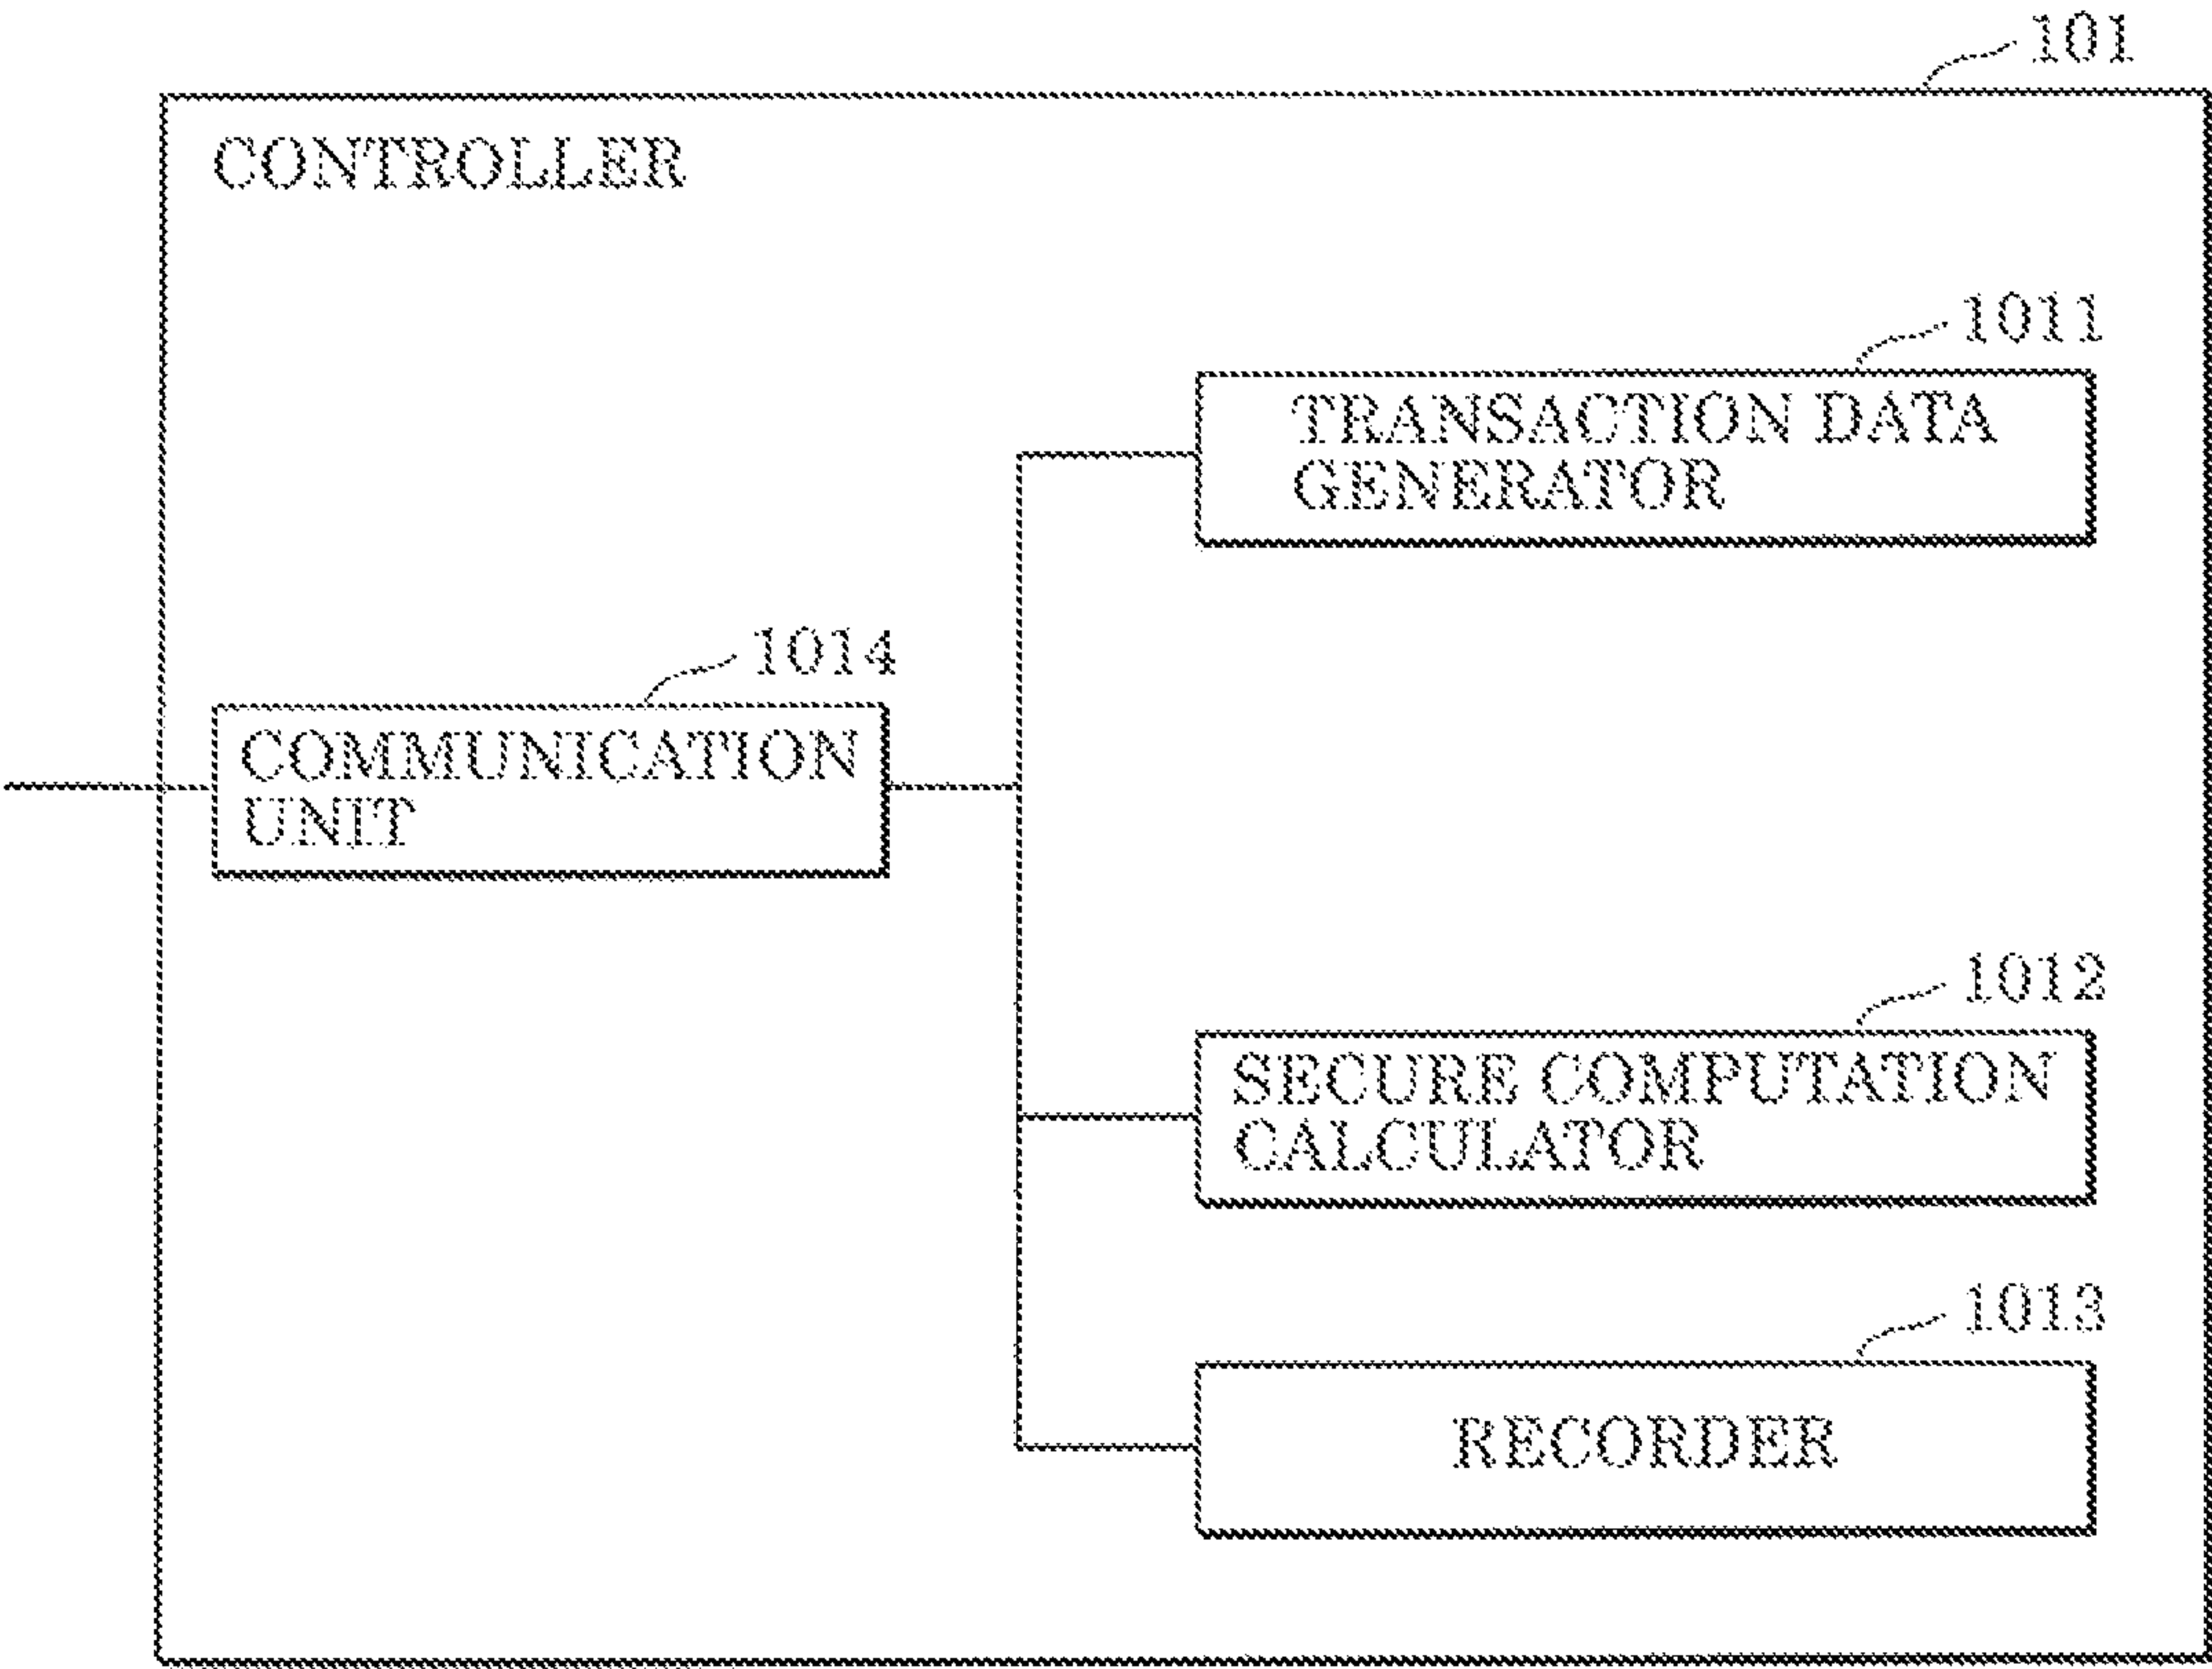 101
CONTROLLER
1011
TRANSACTION DATA
GENERATOR
1014
COMMUNICATION
UNIT
1012
SECURE COMPUTATION
CALCULATOR
1013
RECORDER